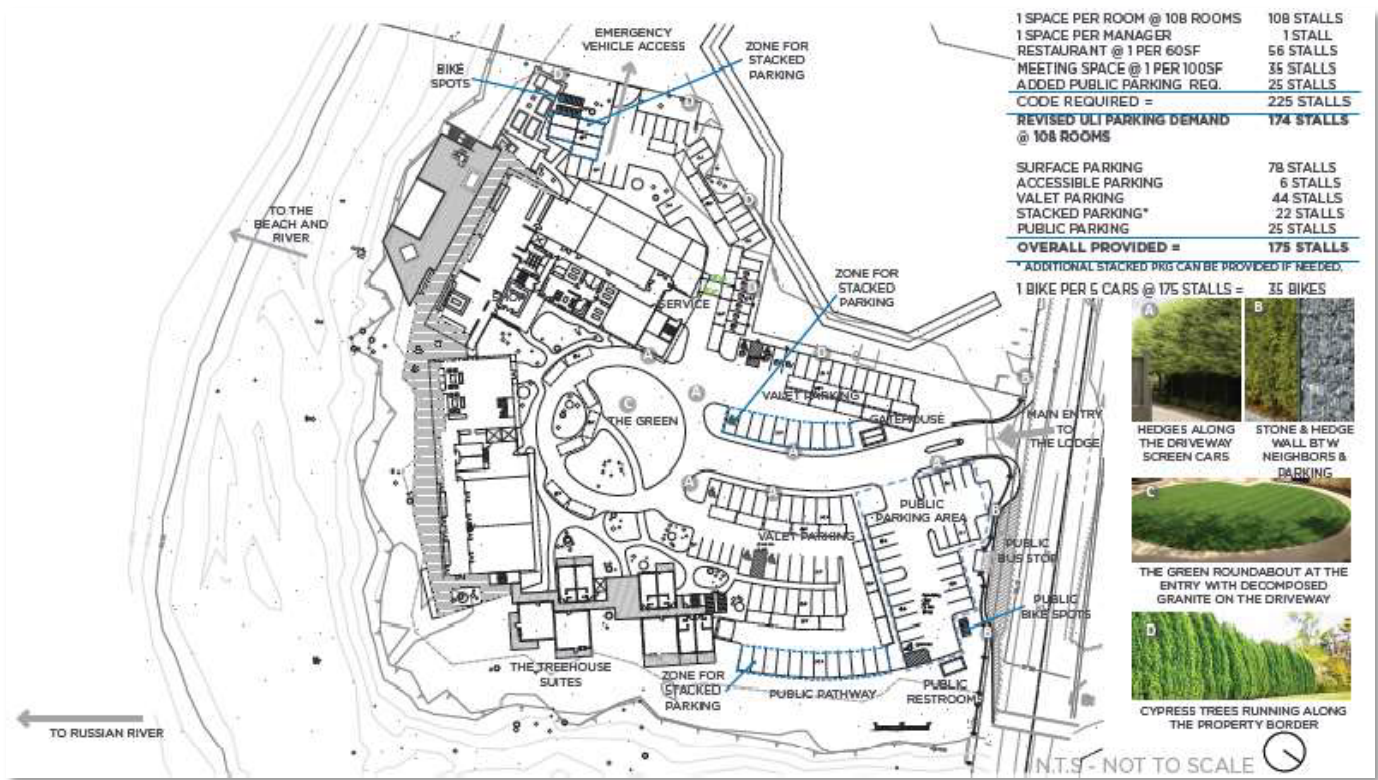 1 SPACE PER ROOM @ 108 ROOMS 108 STALLS
1 SPACE PER MANAGER 1 STALL
RESTAURANT @ 1 PER 60SF 56 STALLS
MEETING SPACE @ 1 PER 100SF 35 STALLS
ADDED PUBLIC PARKING REQ. 25 STALLS
CODE REQUIRED = 225 STALLS
REVISED ULI PARKING DEMAND 174 STALLS
@ 108 ROOMS
SURFACE PARKING 78 STALLS
ACCESSIBLE PARKING 6 STALLS
VALET PARKING 44 STALLS
STACKED PARKING* 22 STALLS
PUBLIC PARKING 25 STALLS
OVERALL PROVIDED = 175 STALLS
* ADDITIONAL STACKED PKG CAN BE PROVIDED IF NEEDED.
1 BIKE PER 5 CARS @ 175 STALLS = 35 BIKES
EMERGENCY
VEHICLE ACCESS
ZONE FOR
STACKED
PARKING
BIKE
SPOTS
D
D
TO THE
BEACH AND
RIVER
SHOP
SERVICE
ZONE FOR
STACKED
PARKING
A
A
C
THE GREEN
VALET PARKING
GATEHOUSE
MAIN ENTRY
TO
THE LODGE
A
A
A
A
PUBLIC
PARKING AREA
VALET PARKING
B
PUBLIC
BUS STOP
PUBLIC
BIKE SPOTS
B
THE TREEHOUSE
SUITES
ZONE FOR
STACKED
PARKING
PUBLIC PATHWAY
PUBLIC
RESTROOM
TO RUSSIAN RIVER
A
HEDGES ALONG
THE DRIVEWAY
SCREEN CARS
B
STONE & HEDGE
WALL BTW
NEIGHBORS &
PARKING
C
THE GREEN ROUNDABOUT AT THE
ENTRY WITH DECOMPOSED
GRANITE ON THE DRIVEWAY
D
CYPRESS TREES RUNNING ALONG
THE PROPERTY BORDER
N.T.S - NOT TO SCALE